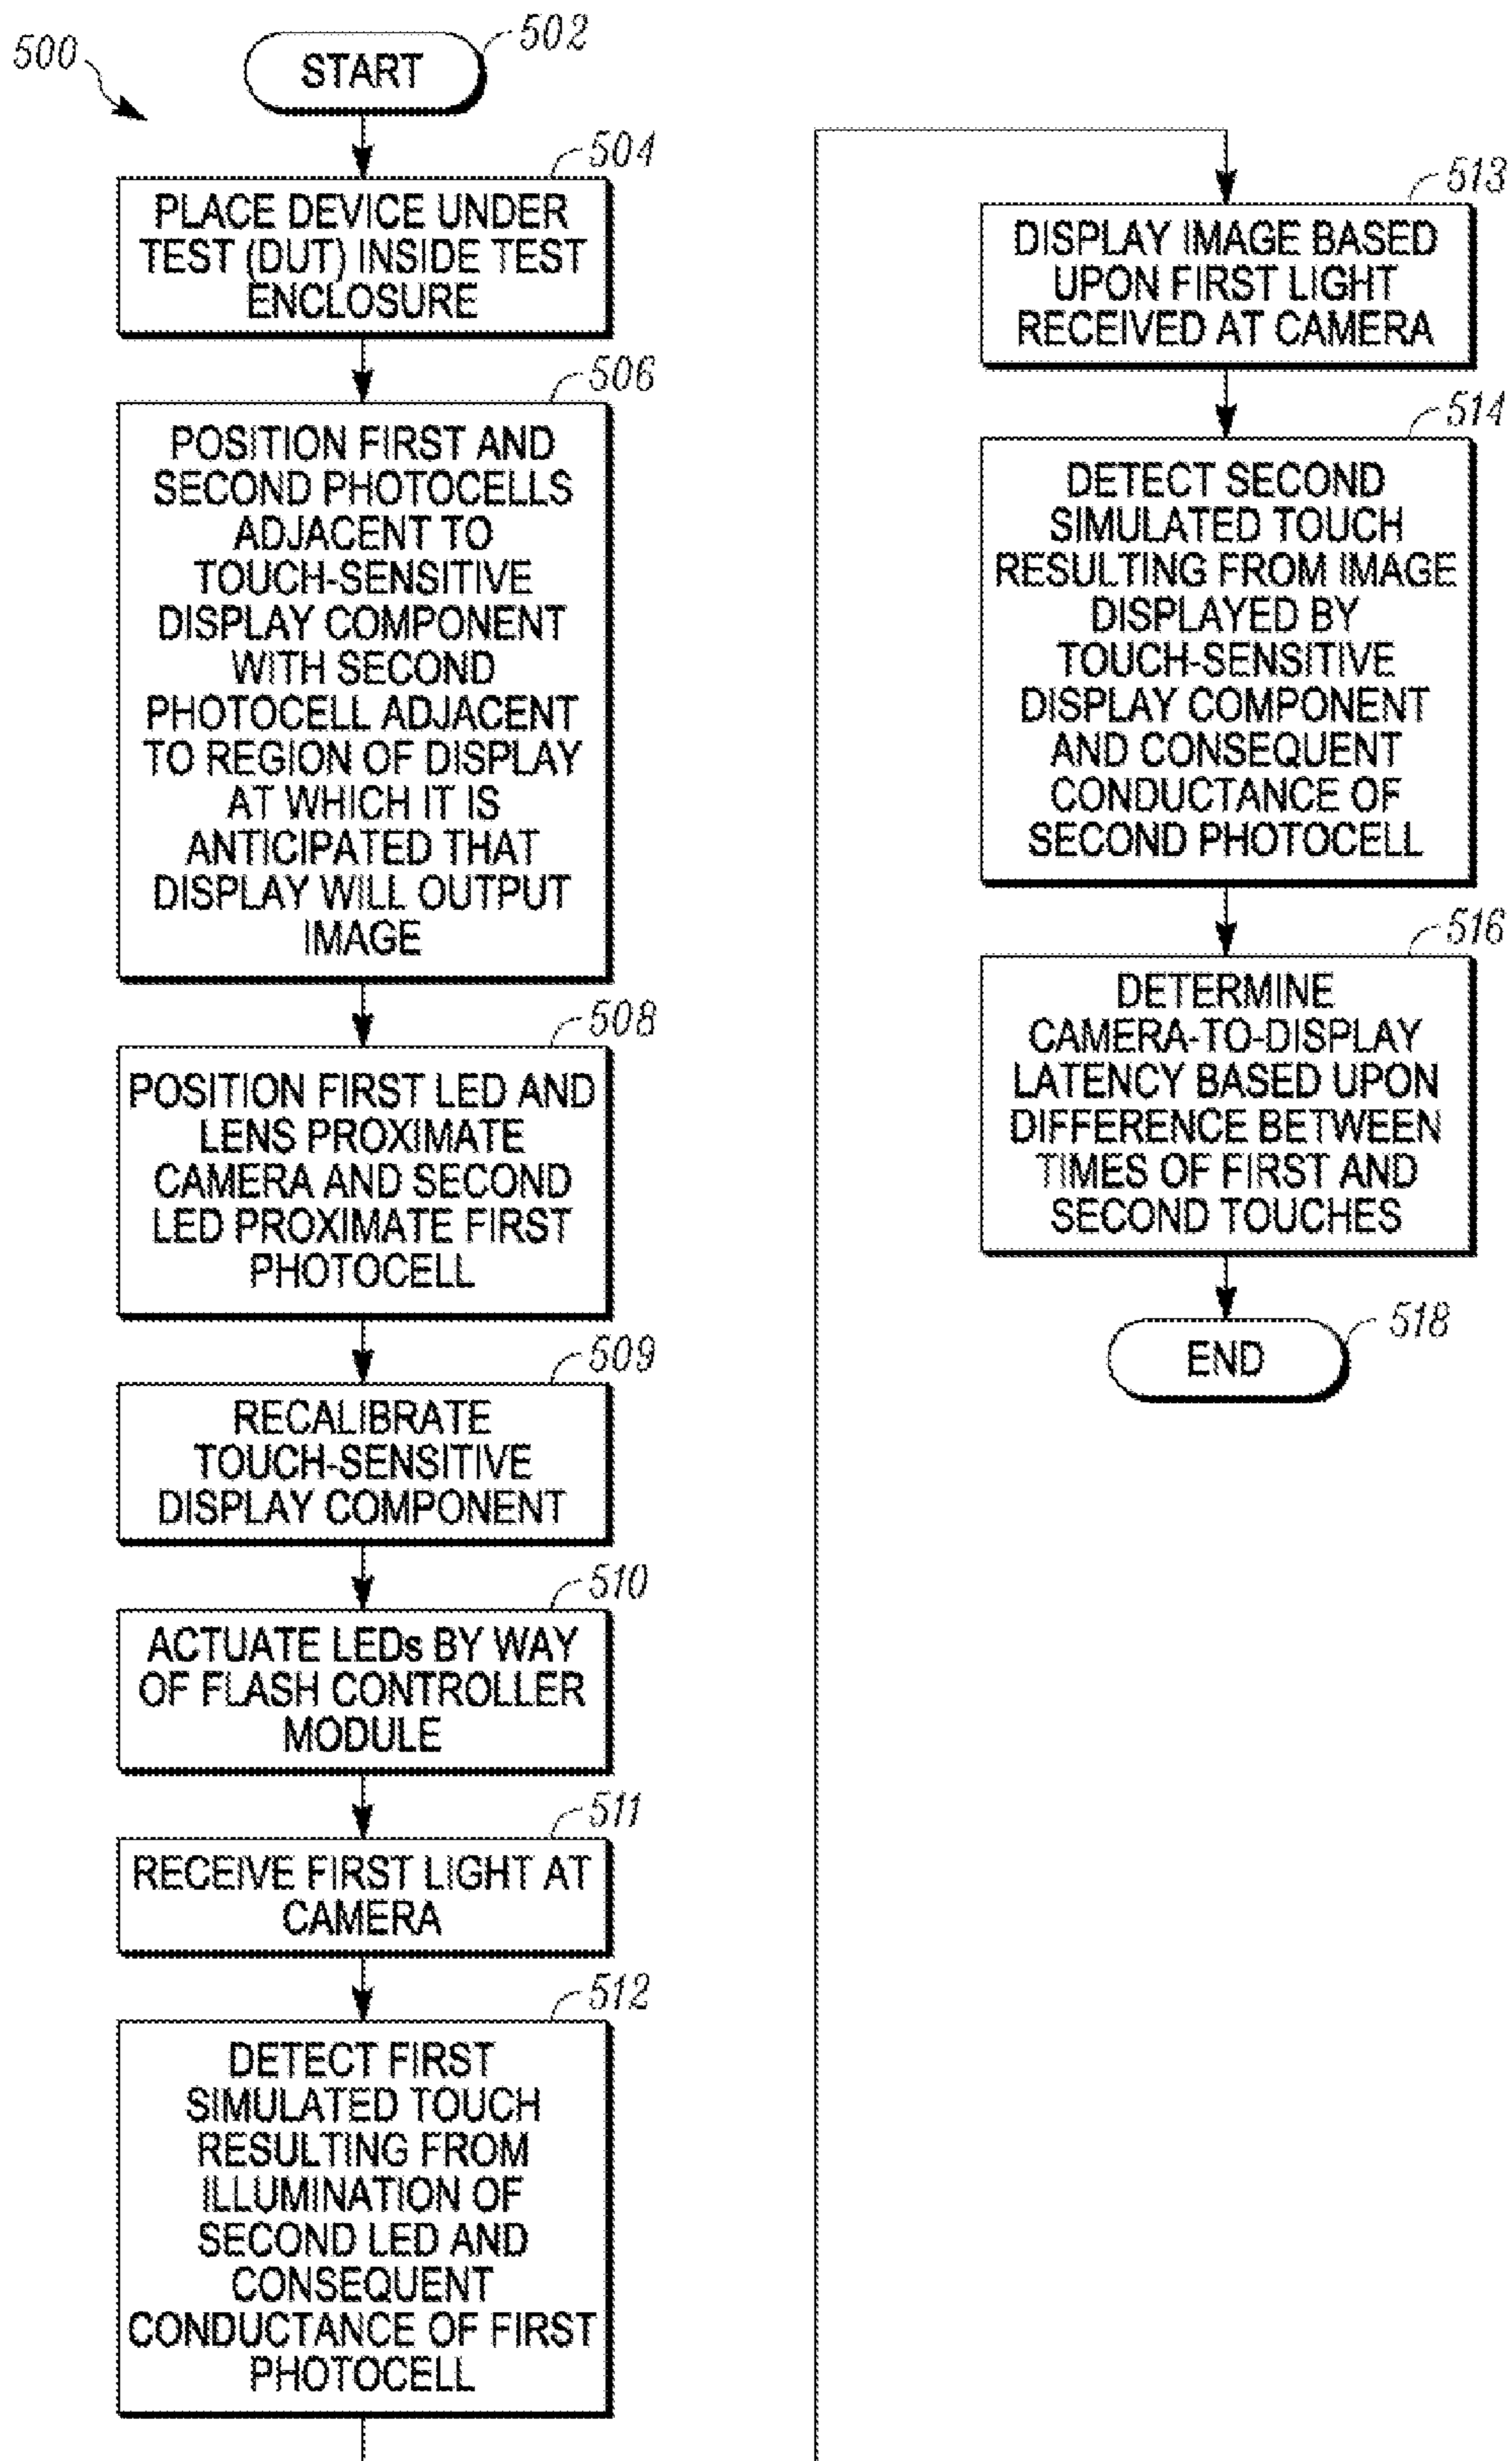 500
502
START
504
PLACE DEVICE UNDER
TEST (DUT) INSIDE TEST
ENCLOSURE
506
POSITION FIRST AND
SECOND PHOTOCELLS
ADJACENT TO
TOUCH-SENSITIVE
DISPLAY COMPONENT
WITH SECOND
PHOTOCELL ADJACENT
TO REGION OF DISPLAY
AT WHICH IT IS
ANTICIPATED THAT
DISPLAY WILL OUTPUT
IMAGE
508
POSITION FIRST LED AND
LENS PROXIMATE
CAMERA AND SECOND
LED PROXIMATE FIRST
PHOTOCELL
509
RECALIBRATE
TOUCH-SENSITIVE
DISPLAY COMPONENT
510
ACTUATE LEDs BY WAY
OF FLASH CONTROLLER
MODULE
511
RECEIVE FIRST LIGHT AT
CAMERA
512
DETECT FIRST
SIMULATED TOUCH
RESULTING FROM
ILLUMINATION OF
SECOND LED AND
CONSEQUENT
CONDUCTANCE OF FIRST
PHOTOCELL
513
DISPLAY IMAGE BASED
UPON FIRST LIGHT
RECEIVED AT CAMERA
514
DETECT SECOND
SIMULATED TOUCH
RESULTING FROM IMAGE
DISPLAYED BY
TOUCH-SENSITIVE
DISPLAY COMPONENT
AND CONSEQUENT
CONDUCTANCE OF
SECOND PHOTOCELL
516
DETERMINE
CAMERA-TO-DISPLAY
LATENCY BASED UPON
DIFFERENCE BETWEEN
TIMES OF FIRST AND
SECOND TOUCHES
518
END